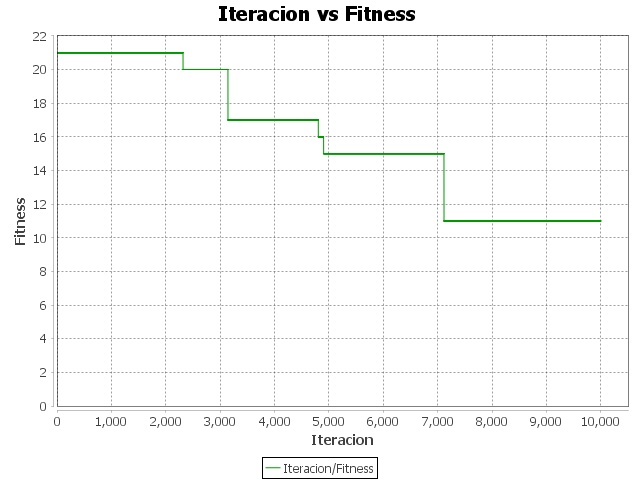 Iteracion vs Fitness
22
20
18
16
14
12
10
8
6
4
2
0
Fitness
0 1,000 2,000 3,000 4,000 5,000 6,000 7,000 8,000 9,000 10,000
Iteracion
Iteracion/Fitness